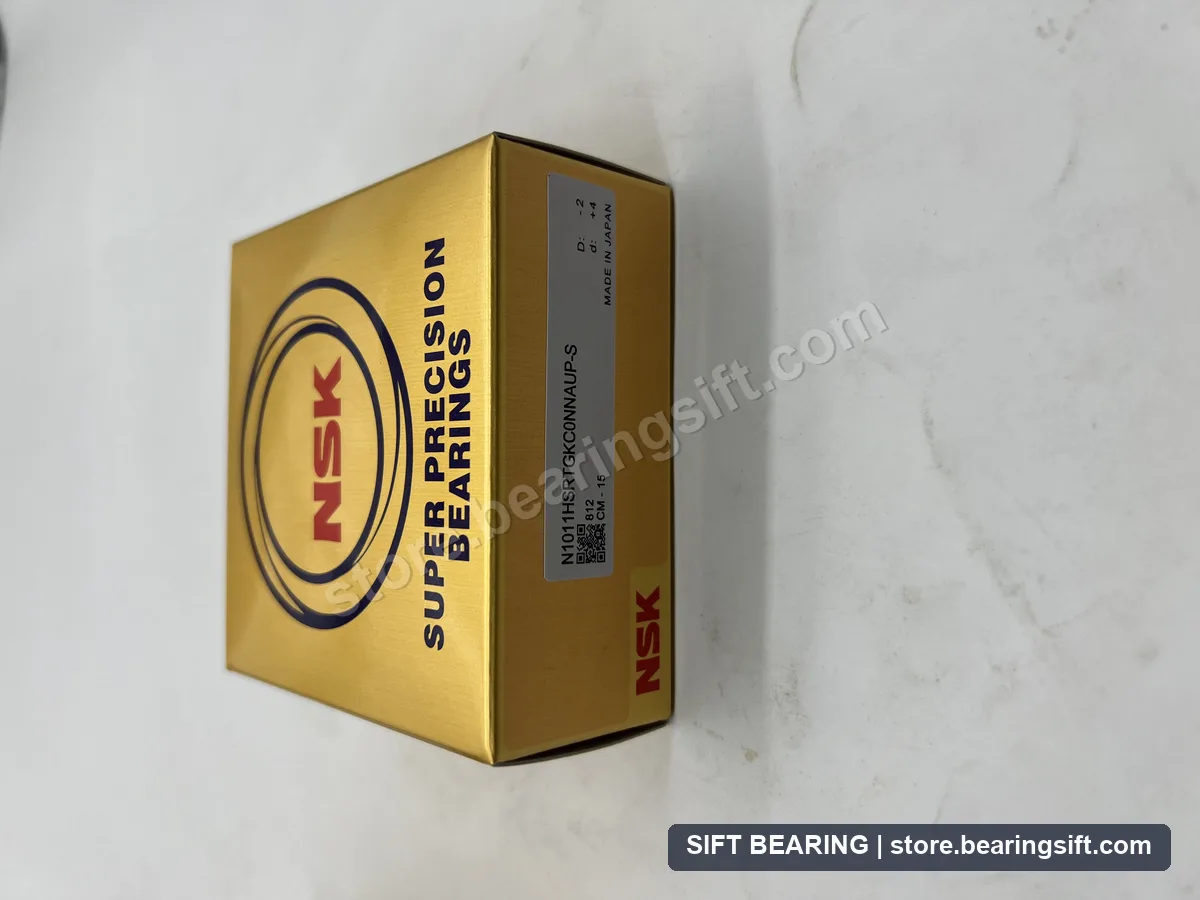 NSK
SUPER PRECISION
BEARINGS
N1011HSRTGKC0NNAUP-S
812
CM - 15
D: -2
d: +4
MADE IN JAPAN
NSK
store.bearingsift.com
SIFT BEARING | store.bearingsift.com